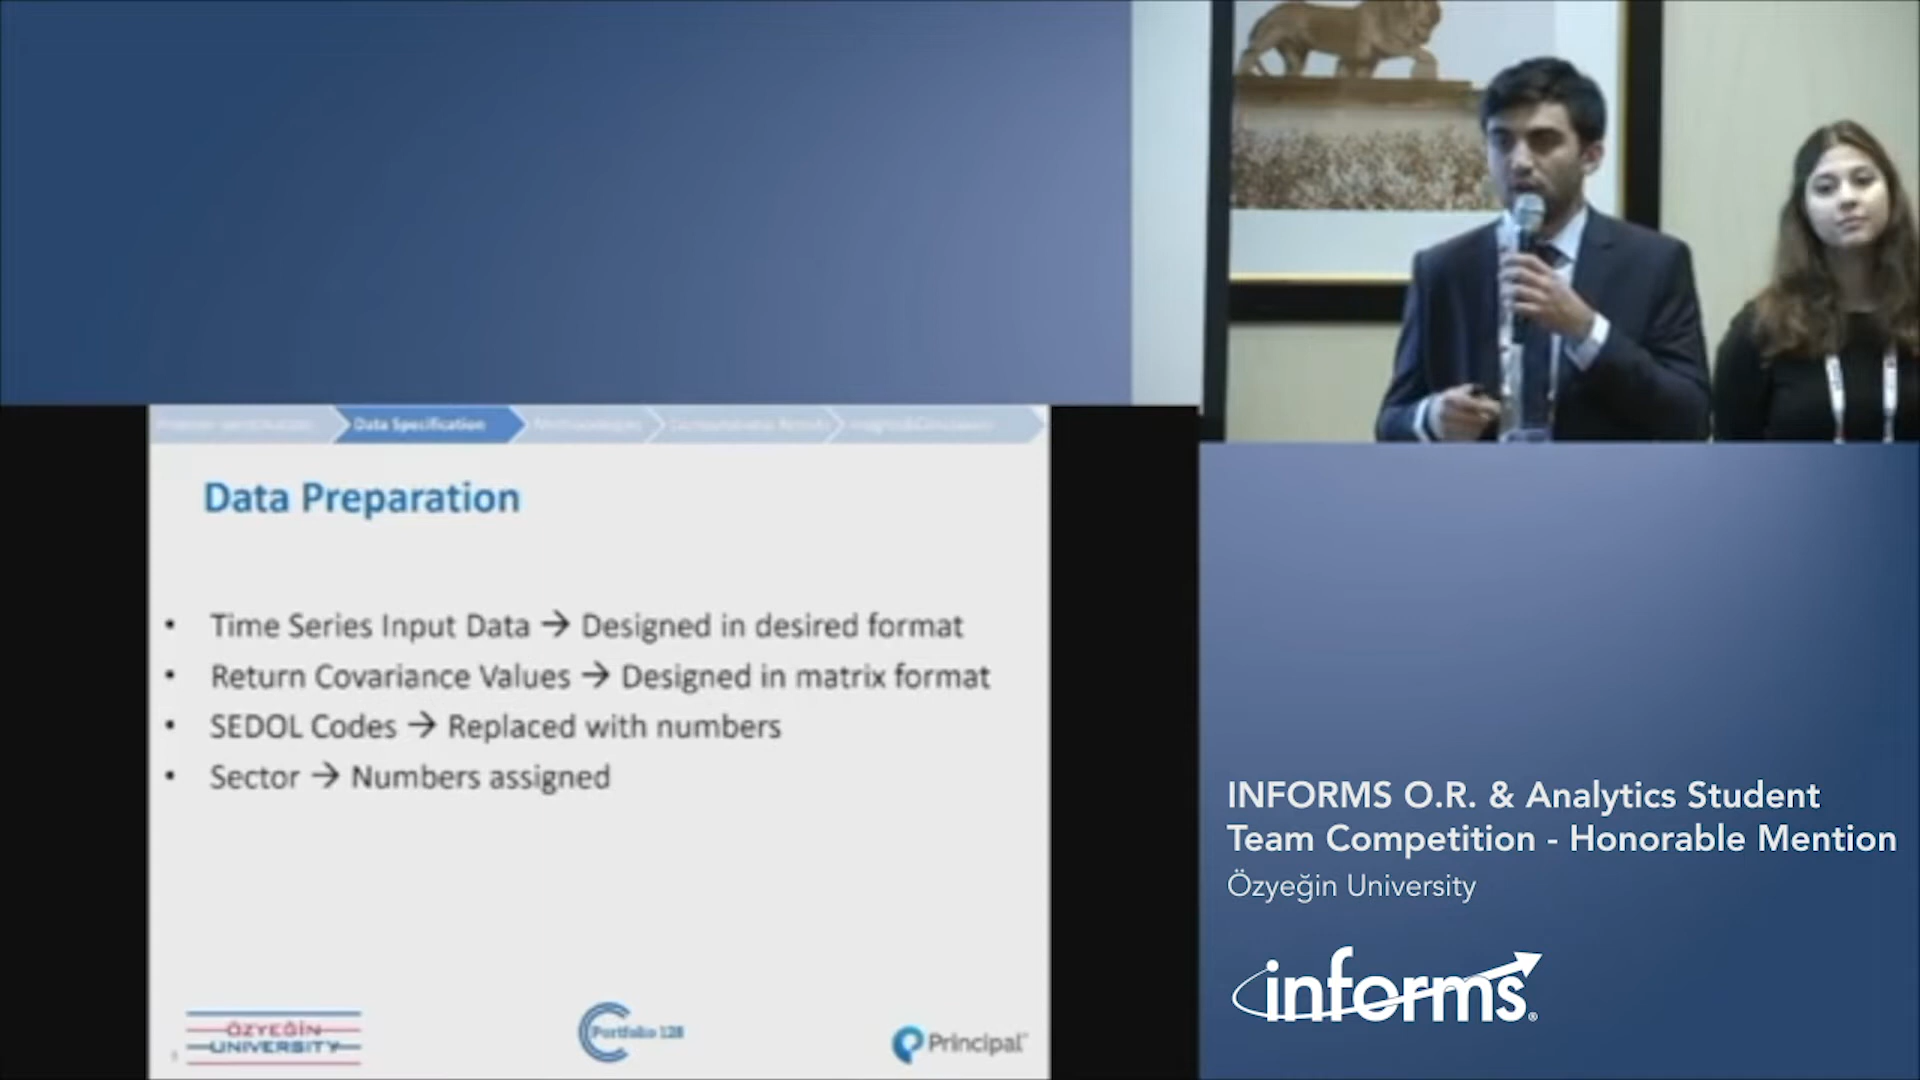 Data Specification
Data Preparation
• Time Series Input Data → Designed in desired format
• Return Covariance Values → Designed in matrix format
• SEDOL Codes → Replaced with numbers
• Sector → Numbers assigned
ÖZYEĞİN
UNIVERSITY
Portfolio 128
Principal
INFORMS O.R. & Analytics Student
Team Competition - Honorable Mention
Özyeğin University
informs®